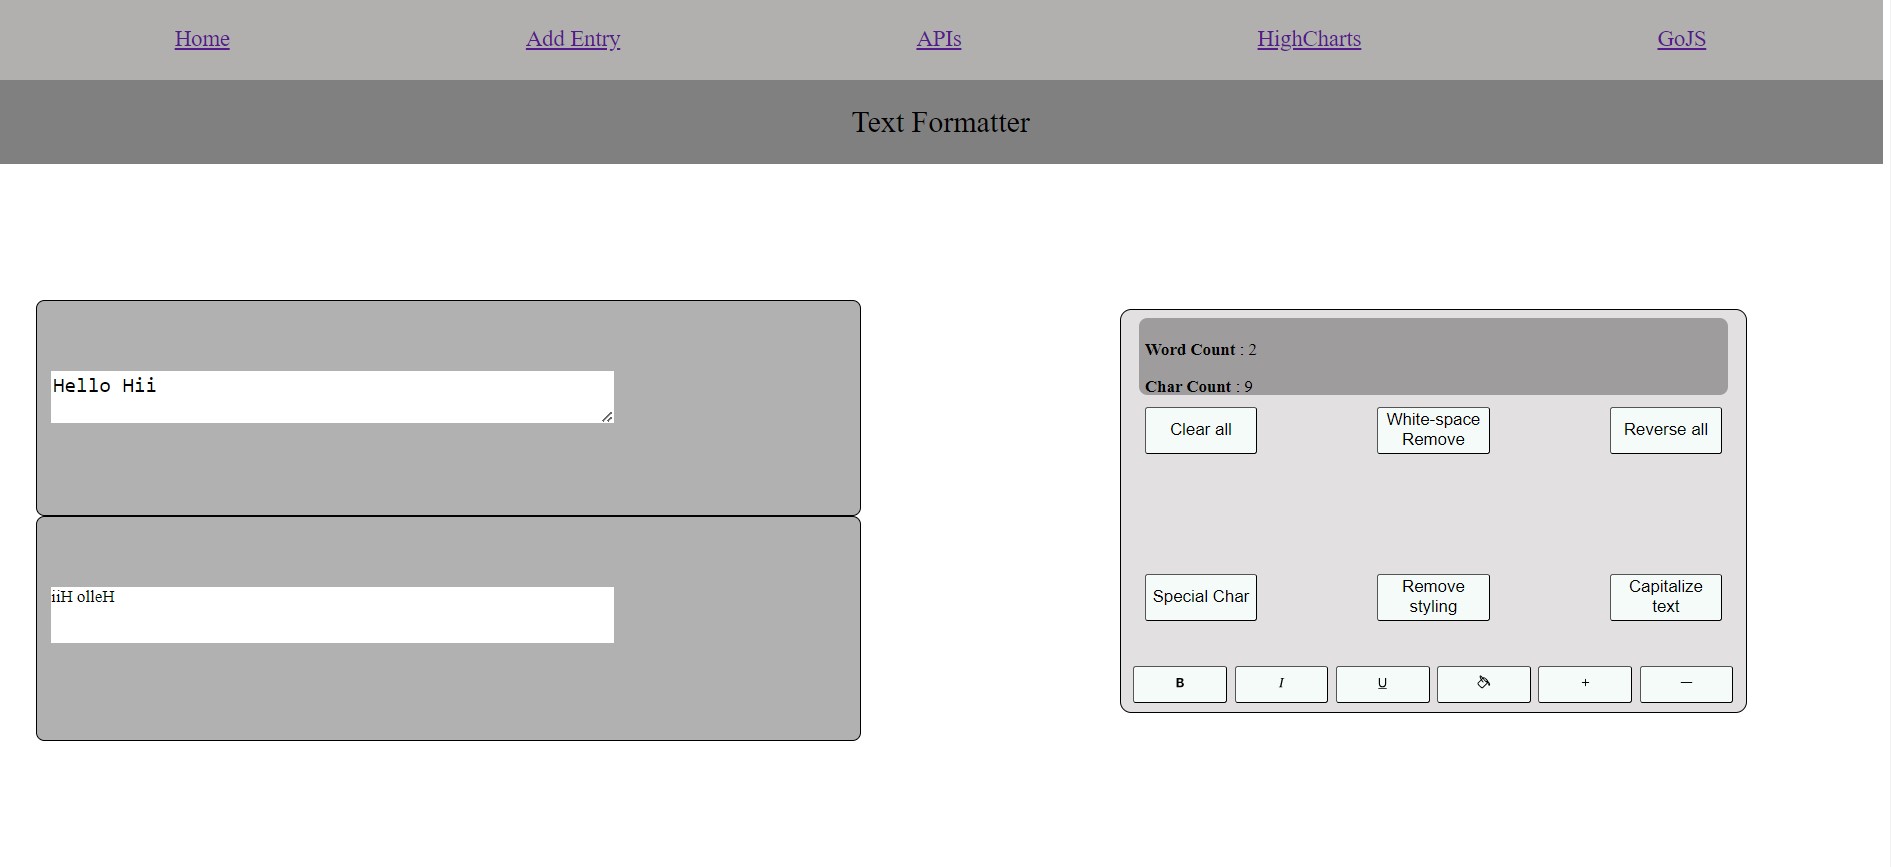 Home Add Entry APIs HighCharts GoJS
Text Formatter
Hello Hii
iiH olleH
Word Count : 2
Char Count : 9
Clear all
White-space
Remove
Reverse all
Special Char
Remove
styling
Capitalize
text
B I U + —